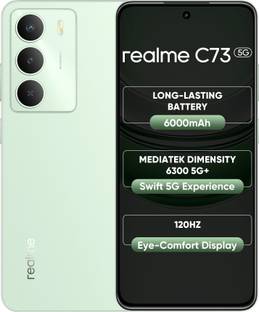 realme C73 5G
LONG-LASTING
BATTERY
6000mAh
MEDIATEK DIMENSITY
6300 5G+
Swift 5G Experience
120HZ
Eye-Comfort Display
realme